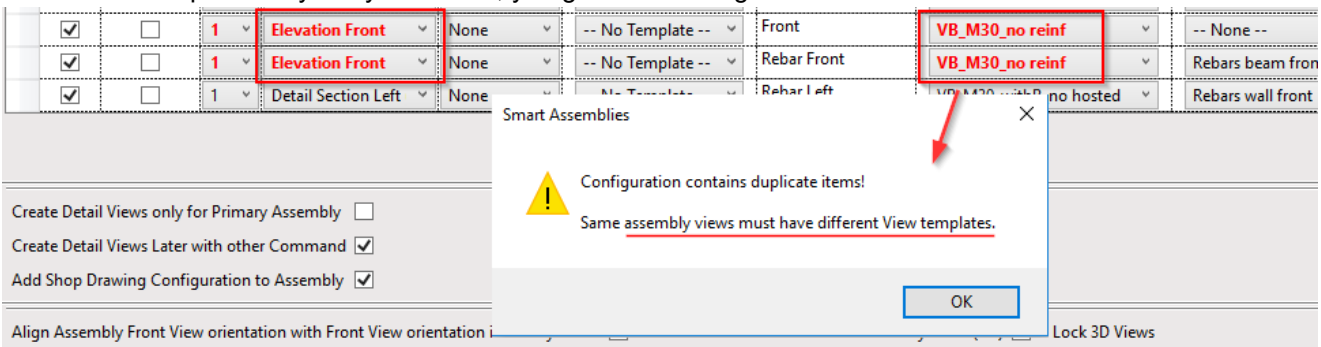 1 Elevation Front None -- No Template -- Front VB_M30_no reinf -- None --
1 Elevation Front None -- No Template -- Rebar Front VB_M30_no reinf Rebars beam fron
1 Detail Section Left None Rebar Left no hosted Rebars wall front
Smart Assemblies
Configuration contains duplicate items!
Same assembly views must have different View templates.
OK
Create Detail Views only for Primary Assembly
Create Detail Views Later with other Command
Add Shop Drawing Configuration to Assembly
Align Assembly Front View orientation with Front View orientation i
Lock 3D Views